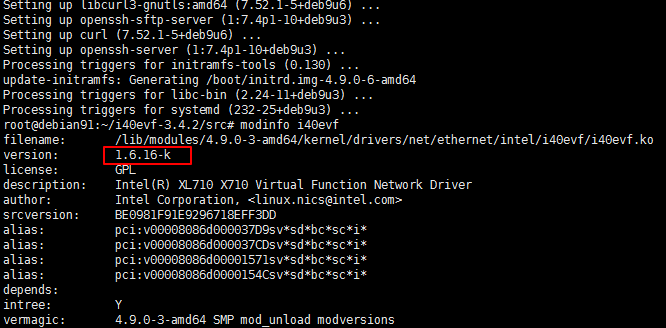 Setting up libcurl3-gnutls:amd64 (7.52.1-5+deb9u6) ...
Setting up openssh-sftp-server (1:7.4p1-10+deb9u3) ...
Setting up curl (7.52.1-5+deb9u6) ...
Setting up openssh-server (1:7.4p1-10+deb9u3) ...
Processing triggers for initramfs-tools (0.130) ...
update-initramfs: Generating /boot/initrd.img-4.9.0-6-amd64
Processing triggers for libc-bin (2.24-11+deb9u3) ...
Processing triggers for systemd (232-25+deb9u3) ...
root@debian91:~/i40evf-3.4.2/src# modinfo i40evf
filename: /lib/modules/4.9.0-3-amd64/kernel/drivers/net/ethernet/intel/i40evf/i40evf.ko
version: 1.6.16-k
license: GPL
description: Intel(R) XL710 X710 Virtual Function Network Driver
author: Intel Corporation, <linux.nics@intel.com>
srcversion: BE0981F91E9296718EFF3DD
alias: pci:v00008086d000037D9sv*sd*bc*sc*i*
alias: pci:v00008086d000037CDsv*sd*bc*sc*i*
alias: pci:v00008086d00001571sv*sd*bc*sc*i*
alias: pci:v00008086d0000154Csv*sd*bc*sc*i*
depends:
intree: Y
vermagic: 4.9.0-3-amd64 SMP mod_unload modversions